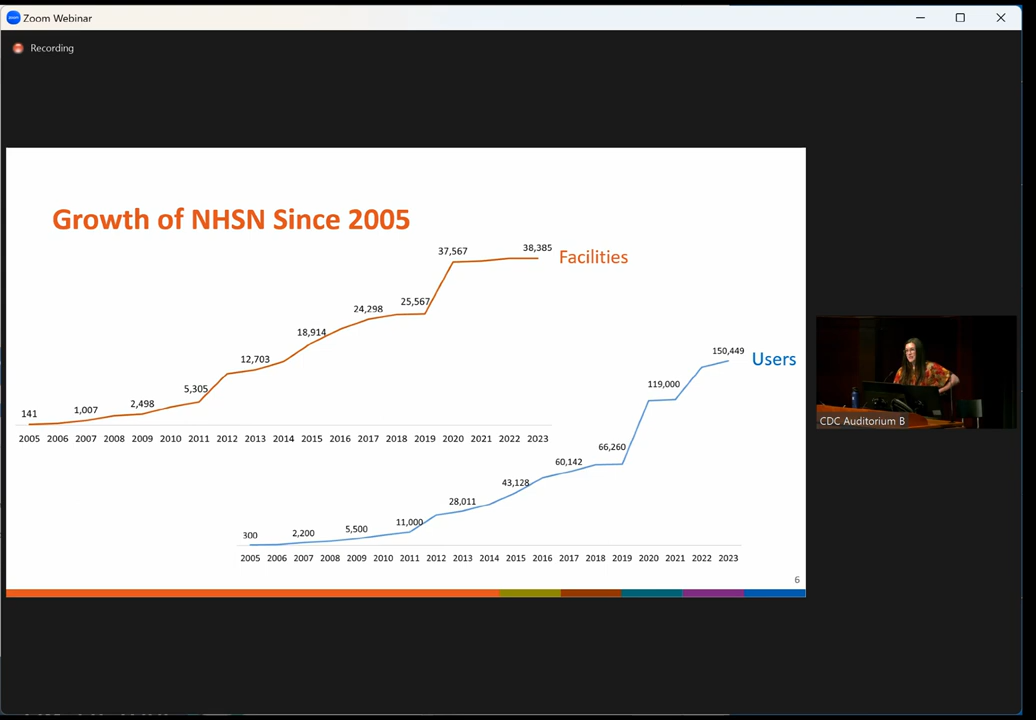 zoom
Zoom Webinar
Recording
Growth of NHSN Since 2005
141
1,007
2,498
5,305
12,703
18,914
24,298
25,567
37,567
38,385
Facilities
2005 2006 2007 2008 2009 2010 2011 2012 2013 2014 2015 2016 2017 2018 2019 2020 2021 2022 2023
300
2,200
5,500
11,000
28,011
43,128
60,142
66,260
119,000
150,449
Users
2005 2006 2007 2008 2009 2010 2011 2012 2013 2014 2015 2016 2017 2018 2019 2020 2021 2022 2023
6
CDC Auditorium B